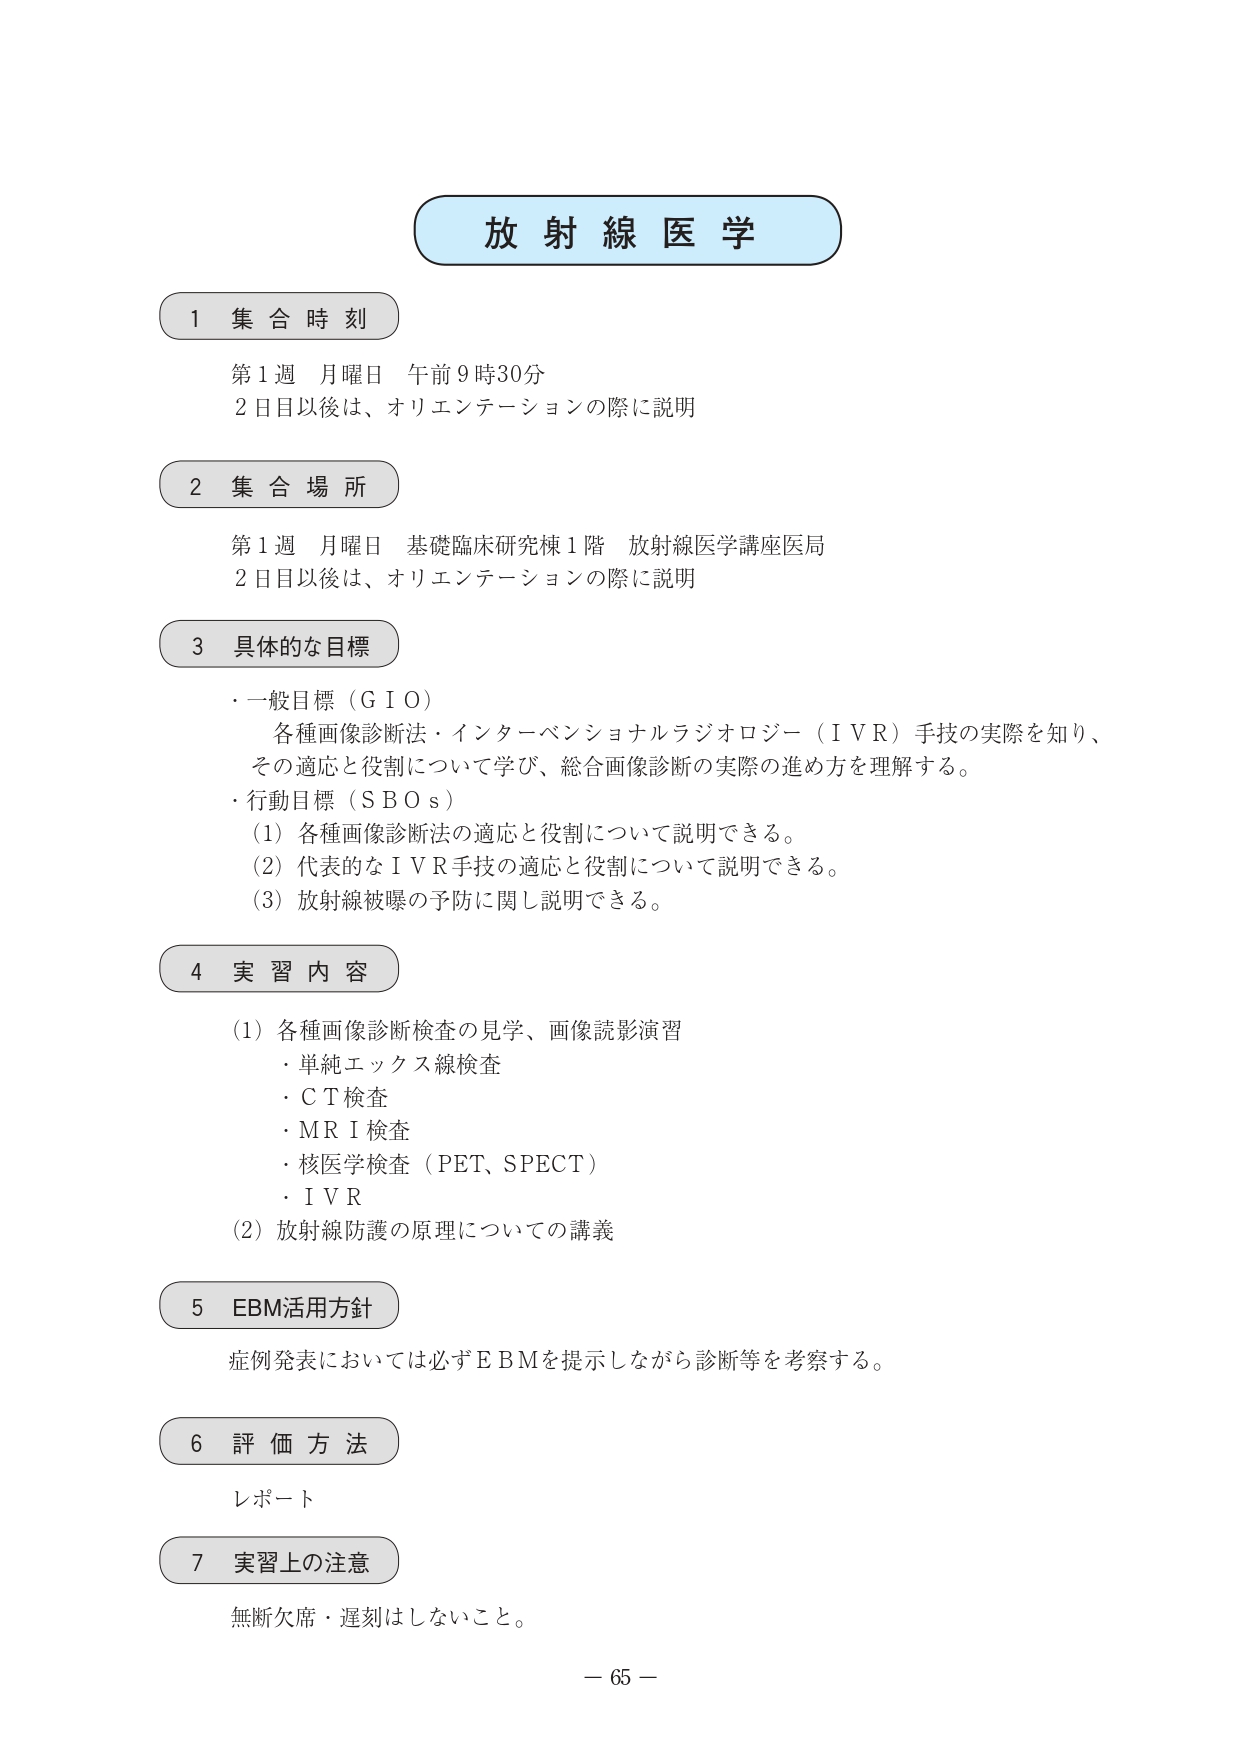 放射線医学
1 集合時刻
第１週　月曜日　午前９時30分
２日目以後は、オリエンテーションの際に説明
2 集合場所
第１週　月曜日　基礎臨床研究棟１階　放射線医学講座医局
２日目以後は、オリエンテーションの際に説明
3 具体的な目標
・一般目標（ＧＩＯ）
各種画像診断法・インターベンショナルラジオロジー（ＩＶＲ）手技の実際を知り、
その適応と役割について学び、総合画像診断の実際の進め方を理解する。
・行動目標（ＳＢＯｓ）
（1）各種画像診断法の適応と役割について説明できる。
（2）代表的なＩＶＲ手技の適応と役割について説明できる。
（3）放射線被曝の予防に関し説明できる。
4 実習内容
（1）各種画像診断検査の見学、画像読影演習
・単純エックス線検査
・ＣＴ検査
・ＭＲＩ検査
・核医学検査（PET、SPECT）
・ＩＶＲ
（2）放射線防護の原理についての講義
5 EBM活用方針
症例発表においては必ずＥＢＭを提示しながら診断等を考察する。
6 評価方法
レポート
7 実習上の注意
無断欠席・遅刻はしないこと。
― 65 ―